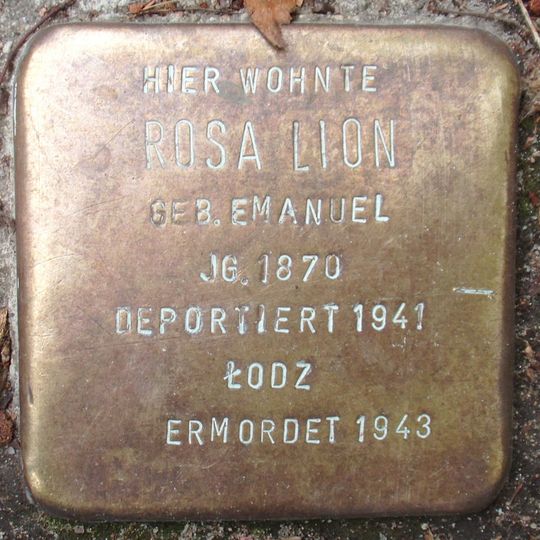 HIER WOHNTE
ROSA LION
GEB. EMANUEL
JG. 1870
DEPORTIERT 1941
ŁODZ
ERMORDET 1943